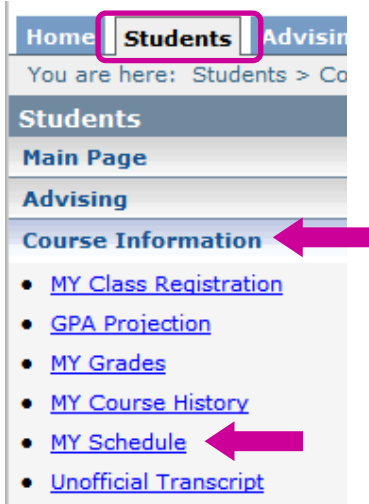 Home Students Advisin
You are here: Students > Co
Students
Main Page
Advising
Course Information
• MY Class Registration
• GPA Projection
• MY Grades
• MY Course History
• MY Schedule
• Unofficial Transcript